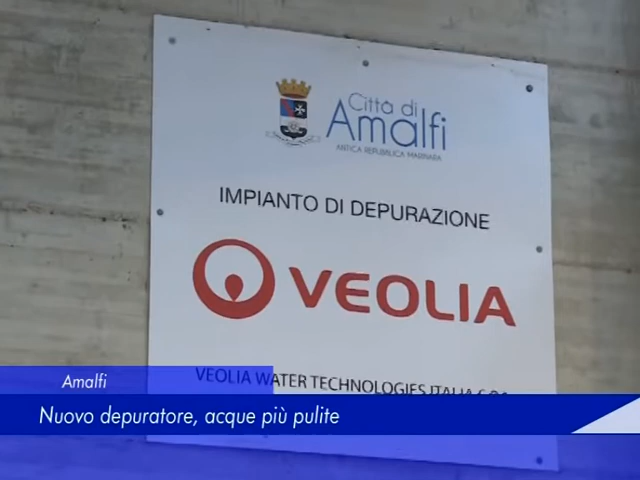 Città di
Amalfi
ANTICA REPUBBLICA MARINARA
IMPIANTO DI DEPURAZIONE
VEOLIA
VEOLIA WATER TECHNOLOGIES ITALIA
Amalfi
Nuovo depuratore, acque più pulite